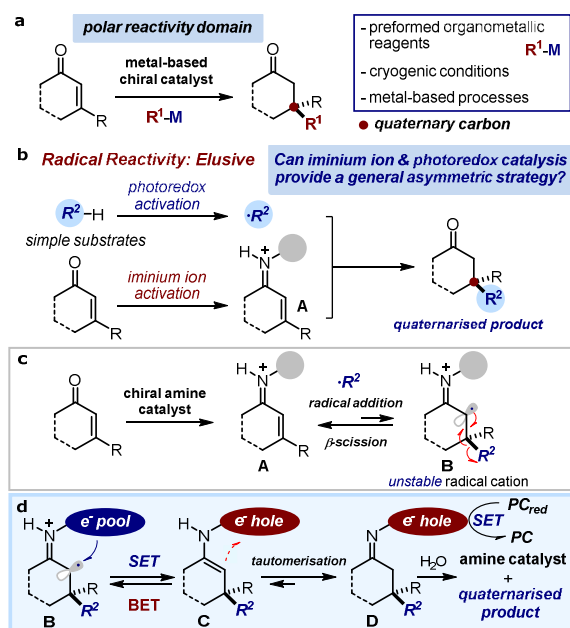 a
polar reactivity domain
O
R
metal-based
chiral catalyst
R¹-M
O
R
R¹
- preformed organometallic
reagents
R¹-M
- cryogenic conditions
- metal-based processes
quaternary carbon
b
Radical Reactivity: Elusive
Can iminium ion & photoredox catalysis
provide a general asymmetric strategy?
R²-H
photoredox
activation
·R²
simple substrates
O
R
iminium ion
activation
H
+
N
A
R
O
R
R²
quaternarised product
c
O
R
chiral amine
catalyst
H
+
N
R
A
·R²
radical addition
β-scission
H
+
N
R
R²
B
unstable radical cation
d
H
+
N
e⁻ pool
R
R²
B
SET
BET
H
N
e⁻ hole
R
R²
C
tautomerisation
N
e⁻ hole
R
R²
D
SET
PCred
PC
H₂O
amine catalyst
+
quaternarised
product